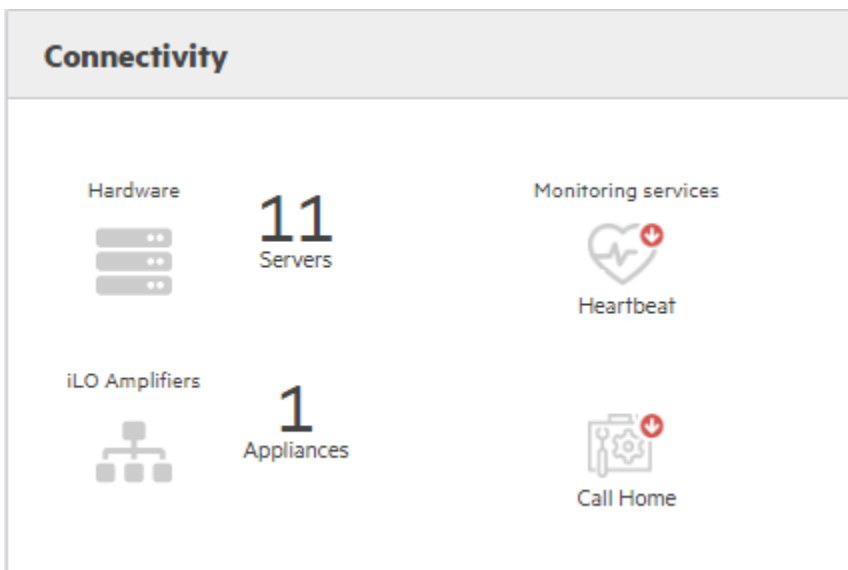 Connectivity
Hardware
11
Servers
Monitoring services
Heartbeat
iLO Amplifiers
1
Appliances
Call Home